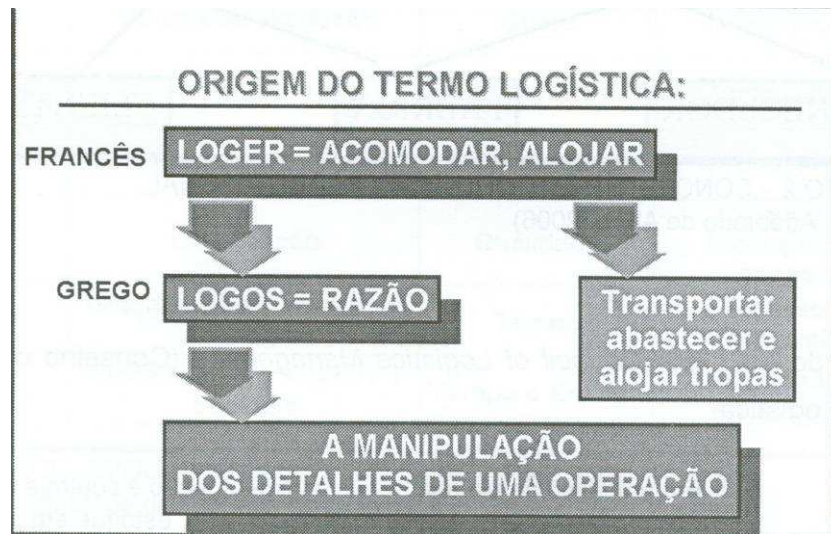 ORIGEM DO TERMO LOGÍSTICA:
FRANCÊS
LOGER = ACOMODAR, ALOJAR
GREGO
LOGOS = RAZÃO
Transportar
abastecer e
alojar tropas
A MANIPULAÇÃO
DOS DETALHES DE UMA OPERAÇÃO